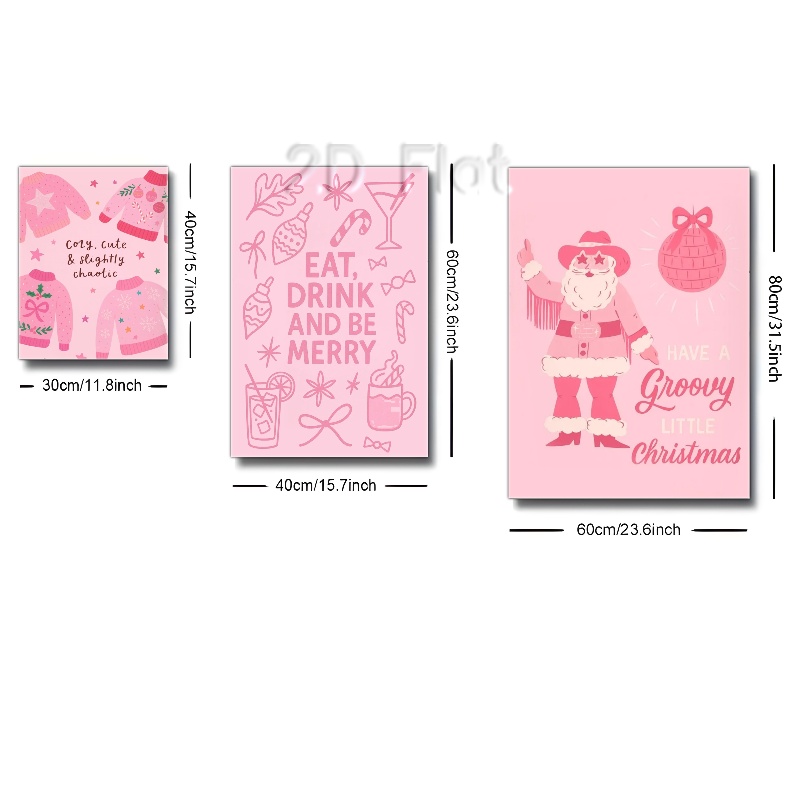 2D Flat
Cozy, cute
& slightly
chaotic
40cm/15.7inch
30cm/11.8inch
EAT,
DRINK
AND BE
MERRY
60cm/23.6inch
40cm/15.7inch
HAVE A
Groovy
LITTLE
Christmas
80cm/31.5inch
60cm/23.6inch